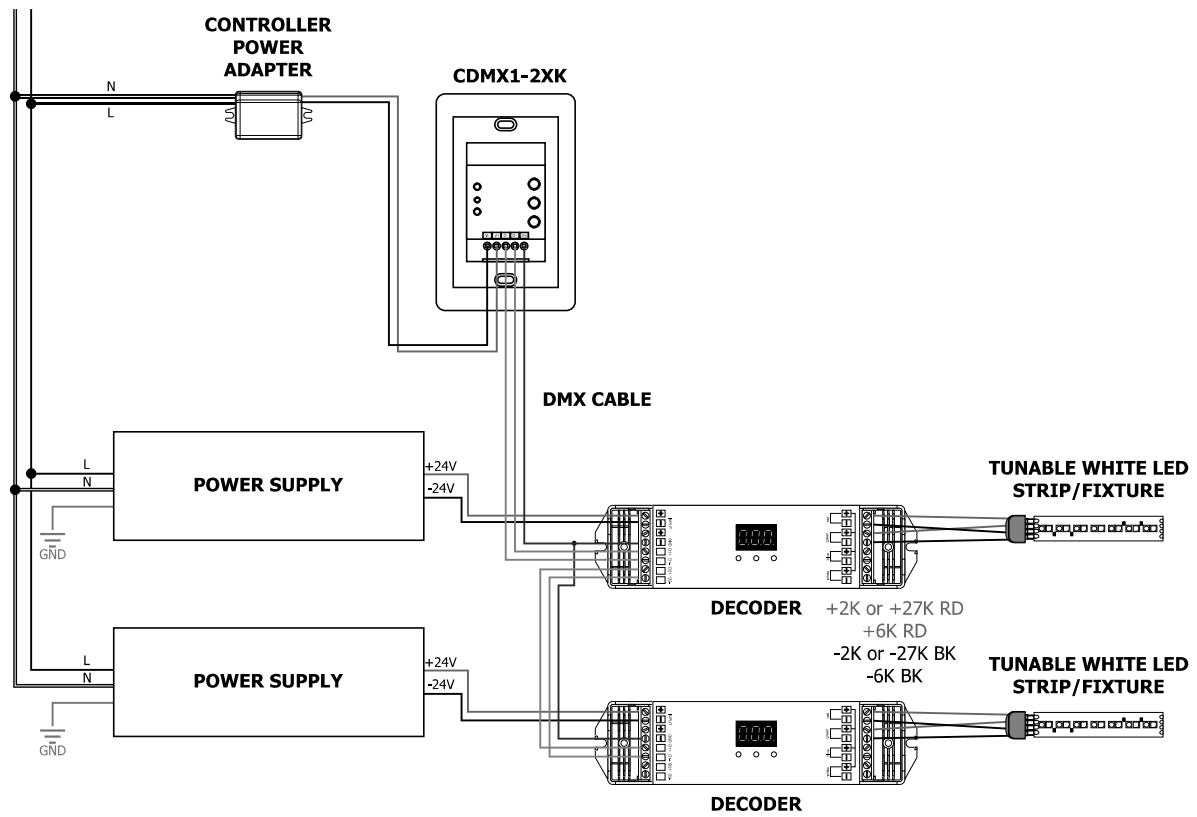 CONTROLLER
POWER
ADAPTER
N
L
CDMX1-2XK
DMX CABLE
L
N
GND
POWER SUPPLY
+24V
-24V
000
DECODER
TUNABLE WHITE LED
STRIP/FIXTURE
+2K or +27K RD
+6K RD
-2K or -27K BK
-6K BK
L
N
GND
POWER SUPPLY
+24V
-24V
000
DECODER
TUNABLE WHITE LED
STRIP/FIXTURE